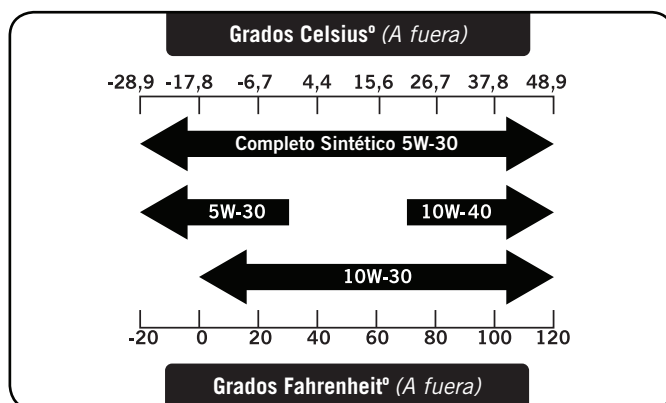 Grados Celsiusº (A fuera)
-28,9 -17,8 -6,7 4,4 15,6 26,7 37,8 48,9
Completo Sintético 5W-30
5W-30 10W-40
10W-30
-20 0 20 40 60 80 100 120
Grados Fahrenheitº (A fuera)